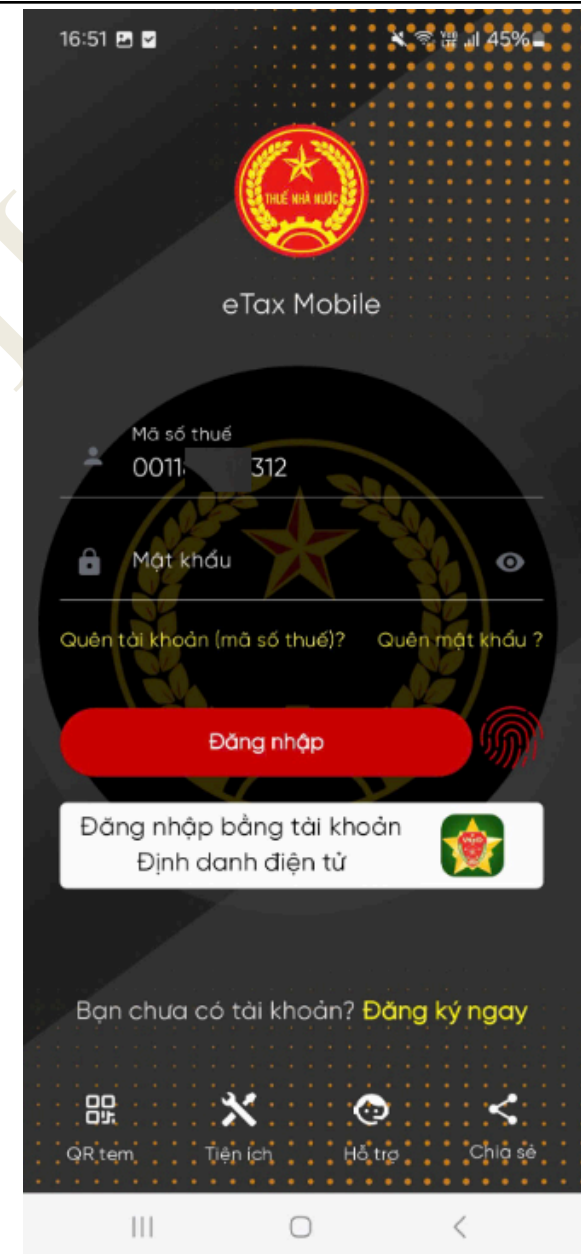 16:51 45%
THUẾ NHÀ NƯỚC
eTax Mobile
Mã số thuế
0011 312
Mật khẩu
Quên tài khoản (mã số thuế)? Quên mật khẩu ?
Đăng nhập
Đăng nhập bằng tài khoản
Định danh điện tử
Bạn chưa có tài khoản? Đăng ký ngay
QR tem Tiện ích Hỗ trợ Chia sẻ